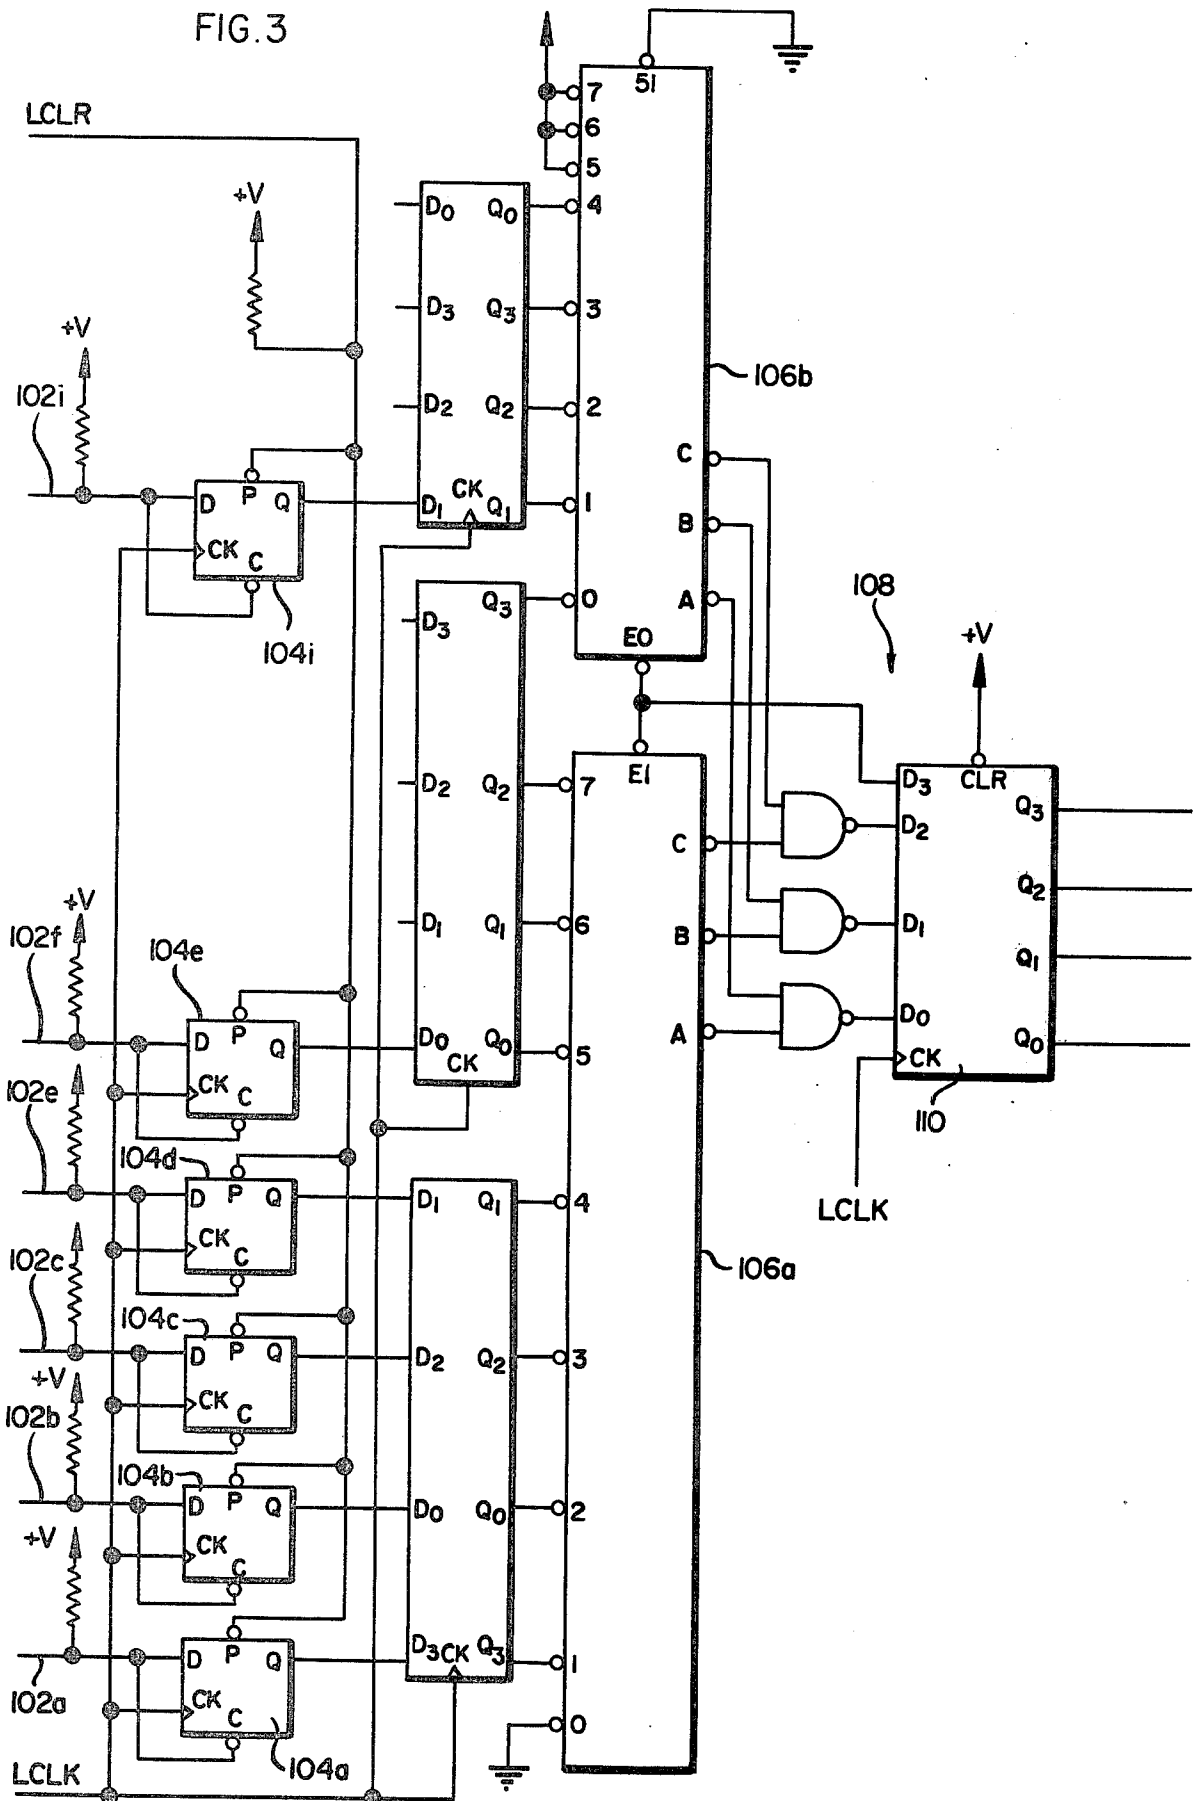 FIG.3
LCLR
+V
+V
102i
D P Q
CK C
104i
D0 Q0
D3 Q3
D2 Q2
D1 CK Q1
51
7
6
5
4
3
2
1
0
C
B
A
E0
106b
108
+V
Q3
D3
D2 Q2
D1 Q1
D0 Q0
CK
E1
7
6
5
4
3
2
1
0
C
B
A
106a
D3 CLR
D2 Q3
Q2
D1
Q1
D0
Q0
CK
110
LCLK
+V
102f
104e
D P Q
CK C
102e
104d
D P Q
CK C
102c
104c
D P Q
CK C
+V
102b
104b
D P Q
CK C
+V
102a
D P Q
CK C
104a
D1 Q1
D2 Q2
D0 Q0
D3 CK Q3
LCLK